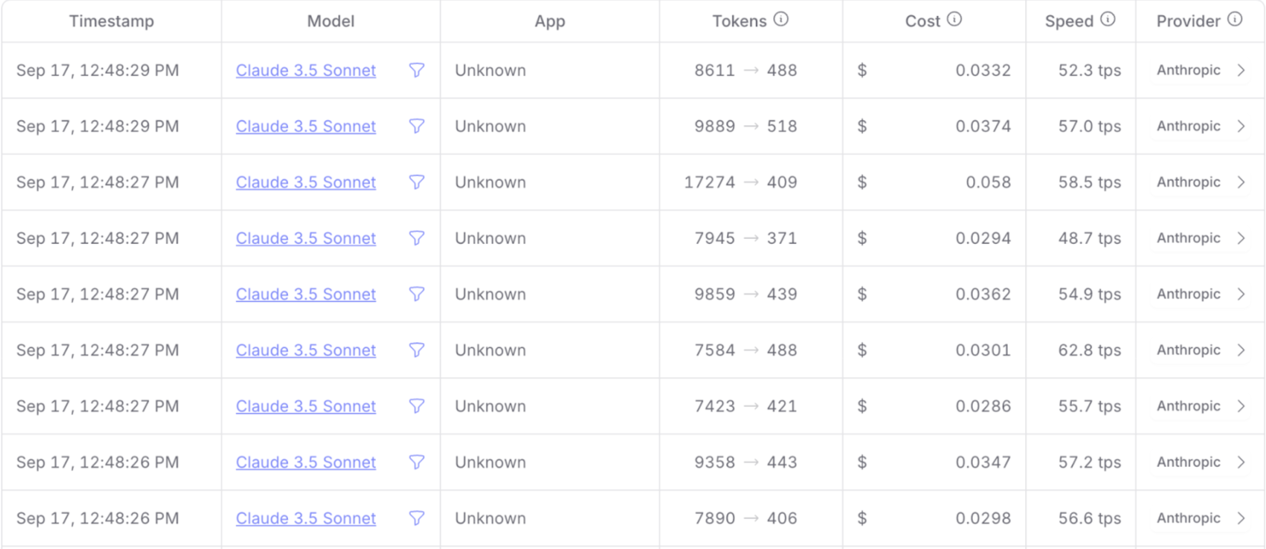 Timestamp Model App Tokens Cost Speed Provider
Sep 17, 12:48:29 PM Claude 3.5 Sonnet Unknown 8611 → 488 $ 0.0332 52.3 tps Anthropic
Sep 17, 12:48:29 PM Claude 3.5 Sonnet Unknown 9889 → 518 $ 0.0374 57.0 tps Anthropic
Sep 17, 12:48:27 PM Claude 3.5 Sonnet Unknown 17274 → 409 $ 0.058 58.5 tps Anthropic
Sep 17, 12:48:27 PM Claude 3.5 Sonnet Unknown 7945 → 371 $ 0.0294 48.7 tps Anthropic
Sep 17, 12:48:27 PM Claude 3.5 Sonnet Unknown 9859 → 439 $ 0.0362 54.9 tps Anthropic
Sep 17, 12:48:27 PM Claude 3.5 Sonnet Unknown 7584 → 488 $ 0.0301 62.8 tps Anthropic
Sep 17, 12:48:27 PM Claude 3.5 Sonnet Unknown 7423 → 421 $ 0.0286 55.7 tps Anthropic
Sep 17, 12:48:26 PM Claude 3.5 Sonnet Unknown 9358 → 443 $ 0.0347 57.2 tps Anthropic
Sep 17, 12:48:26 PM Claude 3.5 Sonnet Unknown 7890 → 406 $ 0.0298 56.6 tps Anthropic